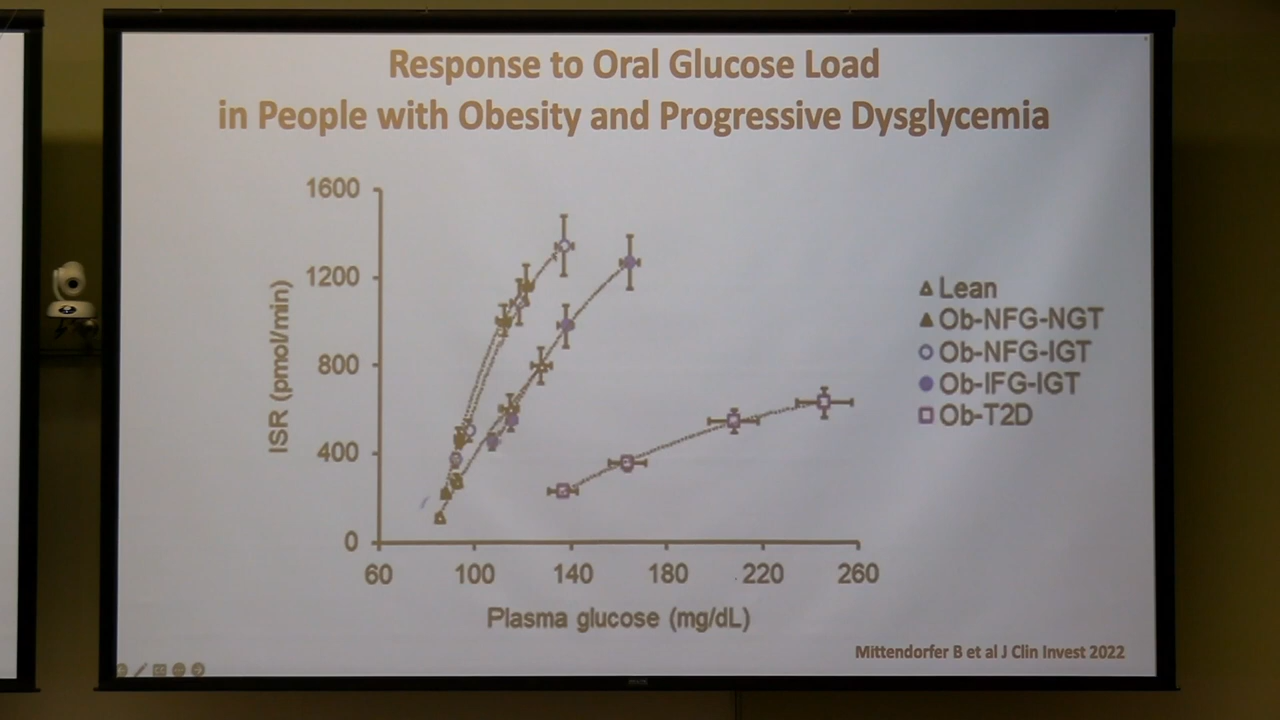 Response to Oral Glucose Load
in People with Obesity and Progressive Dysglycemia
1600
1200
800
400
0
ISR (pmol/min)
60 100 140 180 220 260
Plasma glucose (mg/dL)
Lean
Ob-NFG-NGT
Ob-NFG-IGT
Ob-IFG-IGT
Ob-T2D
Mittendorfer B et al J Clin Invest 2022